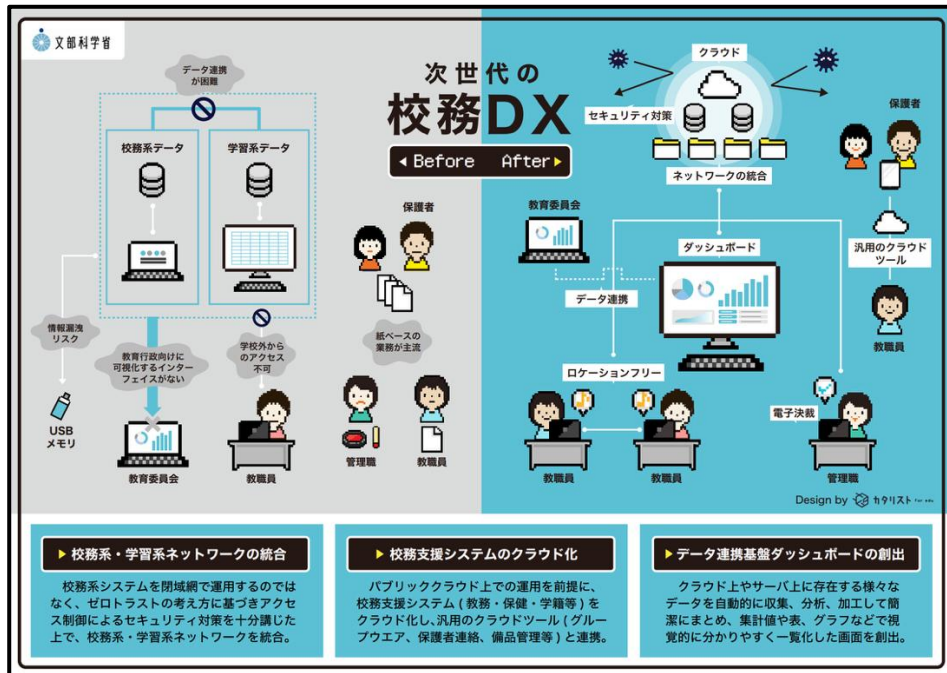 文部科学省
次世代の
校務DX
Before After
データ連携
が困難
校務系データ
学習系データ
保護者
情報漏洩
リスク
教育行政向けに
可視化するインター
フェイスがない
学校外から
のアクセス
不可
紙ベースの
業務が主流
USB
メモリ
教育委員会
教職員
管理職
教職員
クラウド
セキュリティ対策
ネットワークの統合
保護者
教育委員会
ダッシュボード
汎用のクラウド
ツール
データ連携
教職員
ロケーションフリー
電子決裁
教職員
教職員
管理職
Design by カタリスト for edu
校務系・学習系ネットワークの統合
校務系システムを閉域網で運用するのでは
なく、ゼロトラストの考え方に基づきアクセ
ス制御によるセキュリティ対策を十分講じた
上で、校務系・学習系ネットワークを統合。
校務支援システムのクラウド化
パブリッククラウド上での運用を前提に、
校務支援システム(教務・保健・学籍等)を
クラウド化し、汎用のクラウドツール(グルー
プウエア、保護者連絡、備品管理等)と連携。
データ連携基盤ダッシュボードの創出
クラウド上やサーバ上に存在する様々な
データを自動的に収集、分析、加工して簡
潔にまとめ、集計値や表、グラフなどで視
覚的に分かりやすく一覧化した画面を創出。